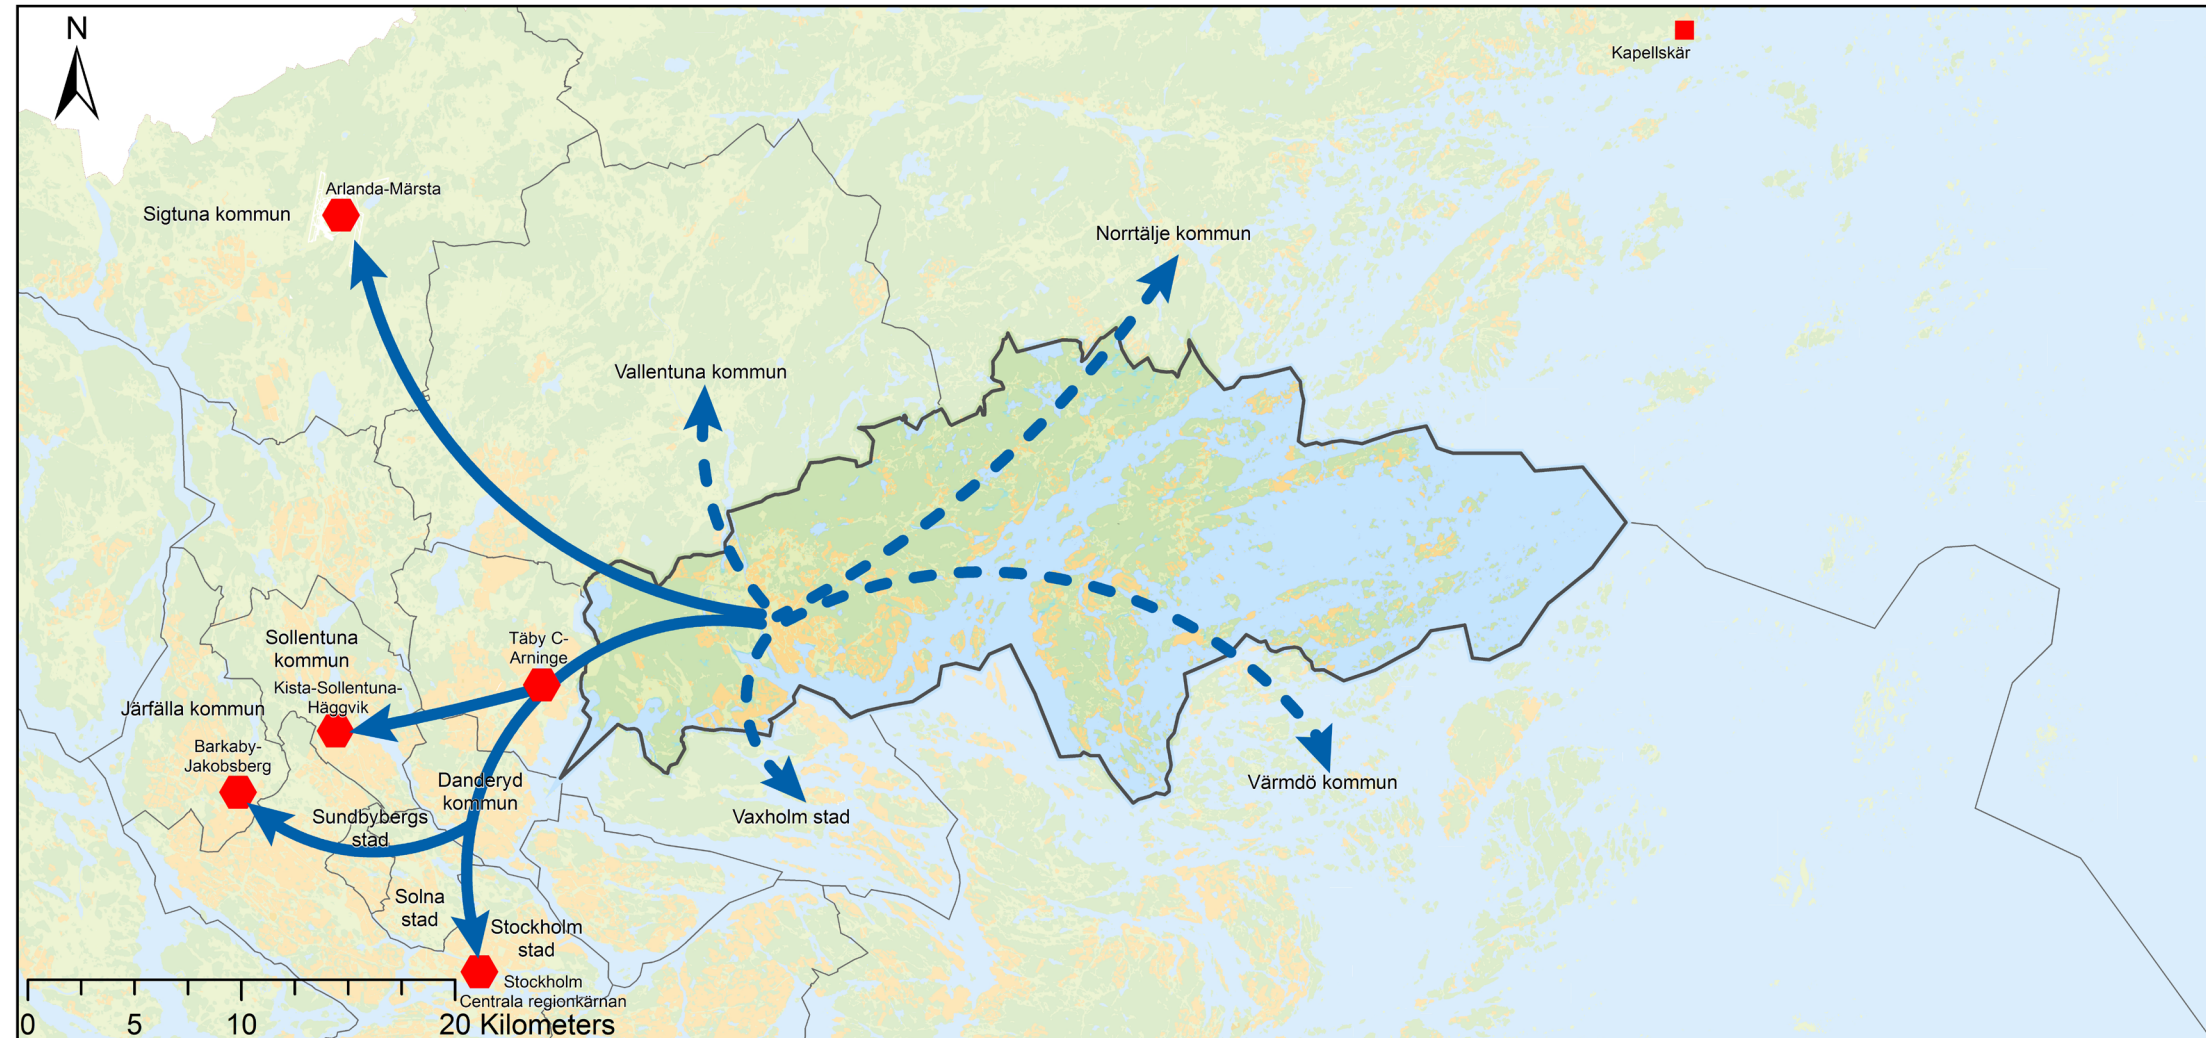 N
Kapellskär
Arlanda-Märsta
Sigtuna kommun
Norrtälje kommun
Vallentuna kommun
Täby C-
Arninge
Sollentuna
kommun
Kista-Sollentuna-
Häggvik
Järfälla kommun
Barkaby-
Jakobsberg
Danderyd
kommun
Sundbybergs
stad
Värmdö kommun
Vaxholm stad
Solna
stad
Stockholm
stad
Stockholm
Centrala regionkärnan
0 5 10 20 Kilometers